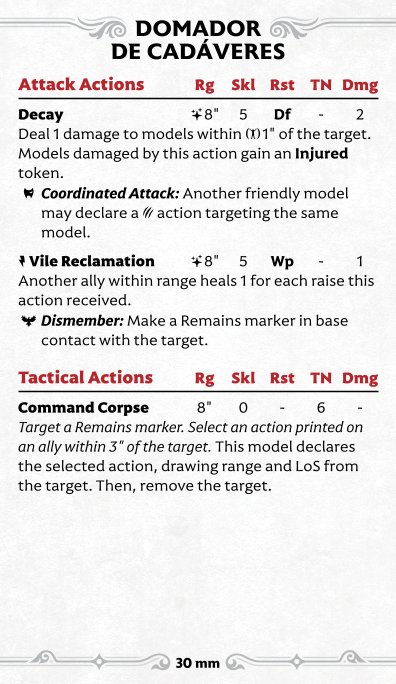 DOMADOR
DE CADÁVERES
Attack Actions Rg Skl Rst TN Dmg
Decay 8" 5 Df - 2
Deal 1 damage to models within 1" of the target.
Models damaged by this action gain an Injured
token.
Coordinated Attack: Another friendly model
may declare a action targeting the same
model.
Vile Reclamation 8" 5 Wp - 1
Another ally within range heals 1 for each raise this
action received.
Dismember: Make a Remains marker in base
contact with the target.
Tactical Actions Rg Skl Rst TN Dmg
Command Corpse 8" 0 - 6 -
Target a Remains marker. Select an action printed on
an ally within 3" of the target. This model declares
the selected action, drawing range and LoS from
the target. Then, remove the target.
30 mm